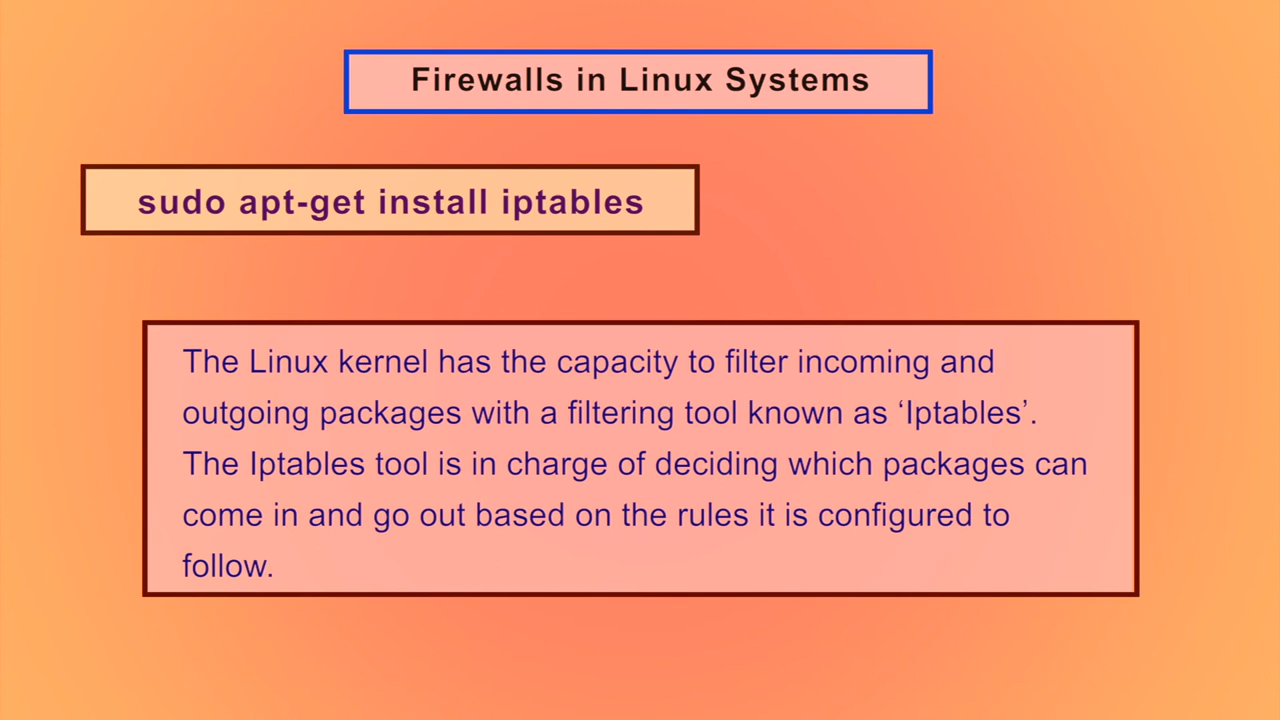 Firewalls in Linux Systems
sudo apt-get install iptables
The Linux kernel has the capacity to filter incoming and
outgoing packages with a filtering tool known as ‘Iptables’.
The Iptables tool is in charge of deciding which packages can
come in and go out based on the rules it is configured to
follow.